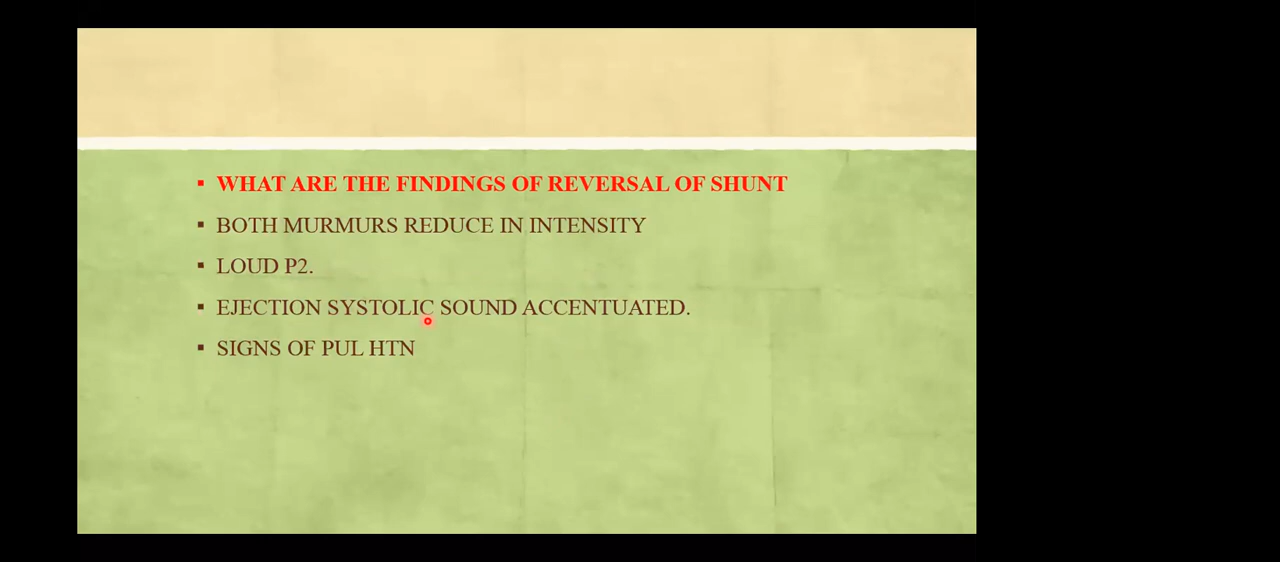 WHAT ARE THE FINDINGS OF REVERSAL OF SHUNT
BOTH MURMURS REDUCE IN INTENSITY
LOUD P2.
EJECTION SYSTOLIC SOUND ACCENTUATED.
SIGNS OF PUL HTN